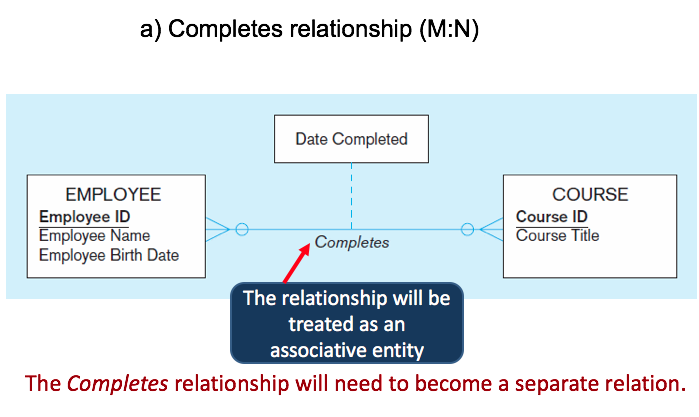 a) Completes relationship (M:N)
Date Completed
EMPLOYEE
Employee ID
Employee Name
Employee Birth Date
COURSE
Course ID
Course Title
Completes
The relationship will be
treated as an
associative entity
The Completes relationship will need to become a separate relation.